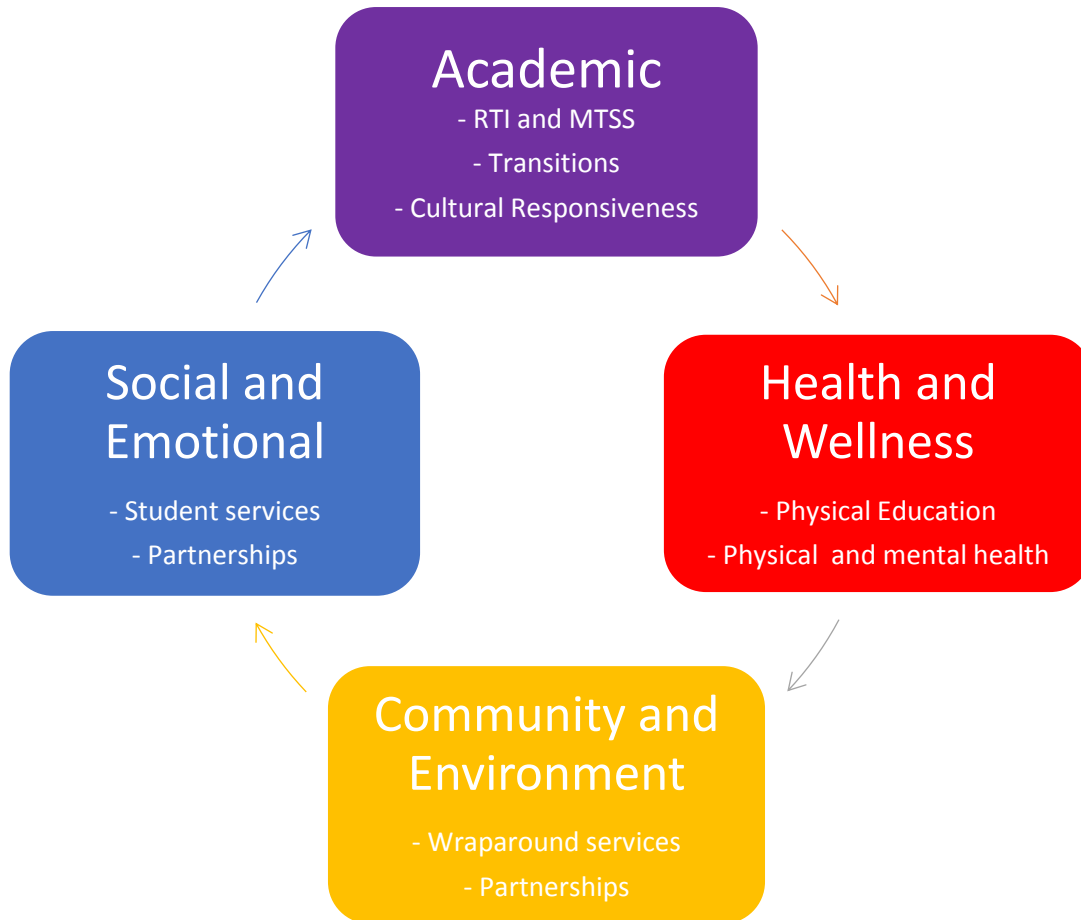 Academic
- RTI and MTSS
- Transitions
- Cultural Responsiveness
Social and
Emotional
- Student services
- Partnerships
Health and
Wellness
- Physical Education
- Physical  and mental health
Community and
Environment
- Wraparound services
- Partnerships